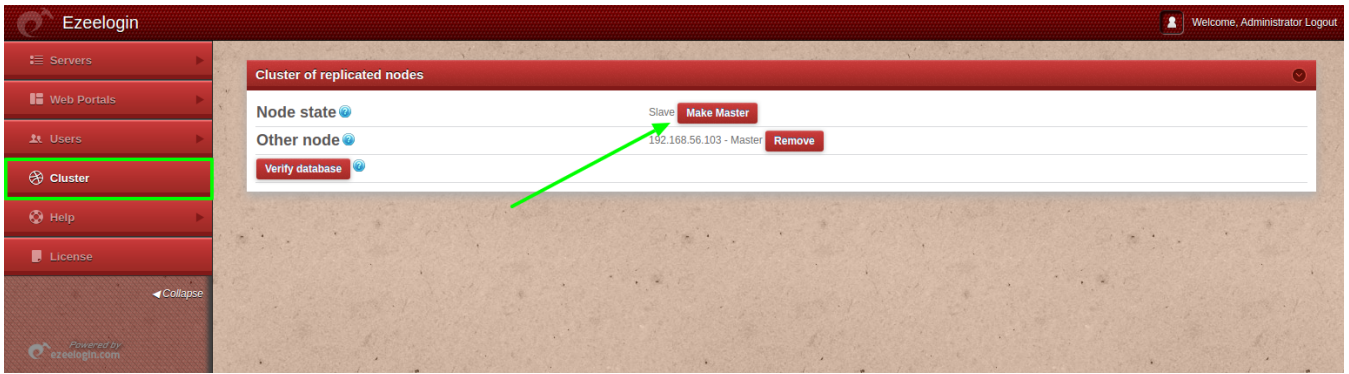 Ezeelogin
Welcome, Administrator Logout
Servers
Web Portals
Users
Cluster
Help
License
Collapse
Powered by
ezeelogin.com
Cluster of replicated nodes
Node state
Slave Make Master
Other node
192.168.56.103 - Master Remove
Verify database